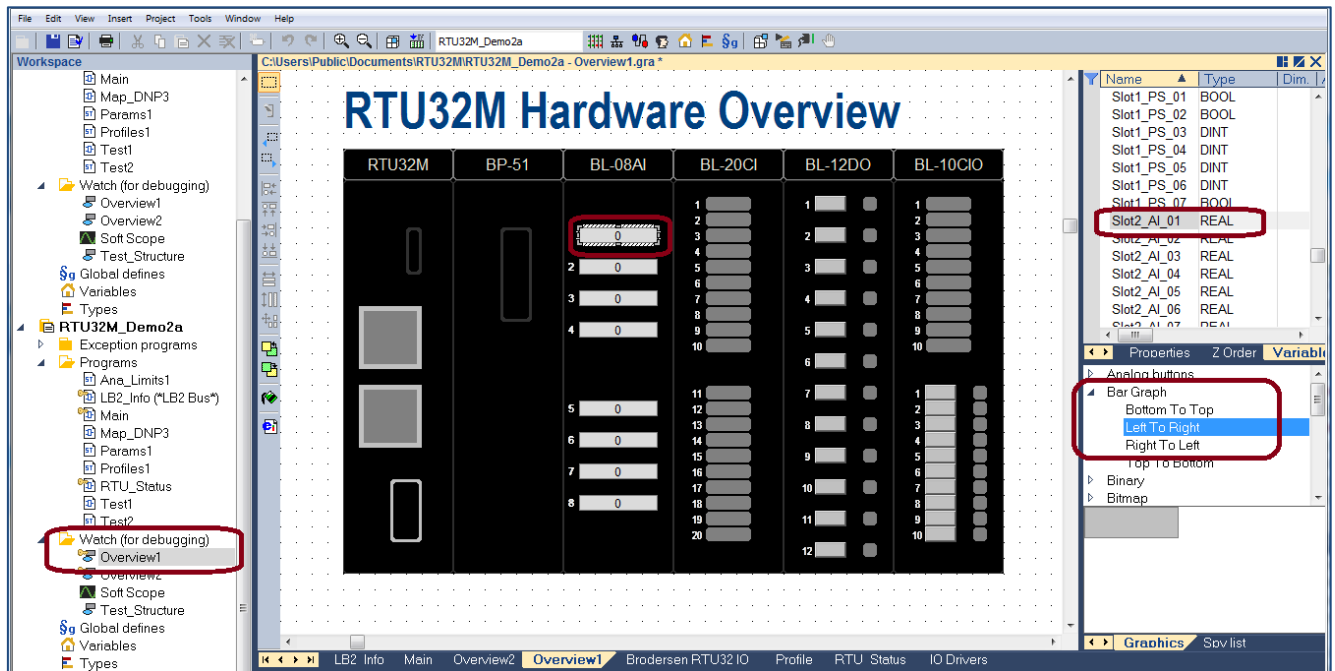 File Edit View Insert Project Tools Window Help
RTU32M_Demo2a
Workspace
Main
Map_DNP3
Params1
Profiles1
Test1
Test2
Watch (for debugging)
Overview1
Overview2
Soft Scope
Test_Structure
Global defines
Variables
Types
RTU32M_Demo2a
Exception programs
Programs
Ana_Limits1
LB2_Info (*LB2 Bus*)
Main
Map_DNP3
Params1
Profiles1
RTU_Status
Test1
Test2
Watch (for debugging)
Overview1
Overview2
Soft Scope
Test_Structure
Global defines
Variables
Types
C:\Users\Public\Documents\RTU32M\RTU32M_Demo2a - Overview1.gra *
RTU32M Hardware Overview
RTU32M BP-51 BL-08AI BL-20CI BL-12DO BL-10CIO
0
2 0
3 0
4 0
5 0
6 0
7 0
8 0
1
2
3
4
5
6
7
8
9
10
11
12
13
14
15
16
17
18
19
20
1
2
3
4
5
6
7
8
9
10
11
12
1
2
3
4
5
6
7
8
9
10
1
2
3
4
5
6
7
8
9
10
LB2_Info Main Overview2 Overview1 Brodersen RTU32 IO Profile RTU_Status IO Drivers
Name Type Dim.
Slot1_PS_01 BOOL
Slot1_PS_02 BOOL
Slot1_PS_03 DINT
Slot1_PS_04 DINT
Slot1_PS_05 DINT
Slot1_PS_06 DINT
Slot1_PS_07 BOOL
Slot2_AI_01 REAL
Slot2_AI_02 REAL
Slot2_AI_03 REAL
Slot2_AI_04 REAL
Slot2_AI_05 REAL
Slot2_AI_06 REAL
Slot2_AI_07 REAL
Properties Z Order Variable
Analog buttons
Bar Graph
Bottom To Top
Left To Right
Right To Left
Top To Bottom
Binary
Bitmap
Graphics Spy list